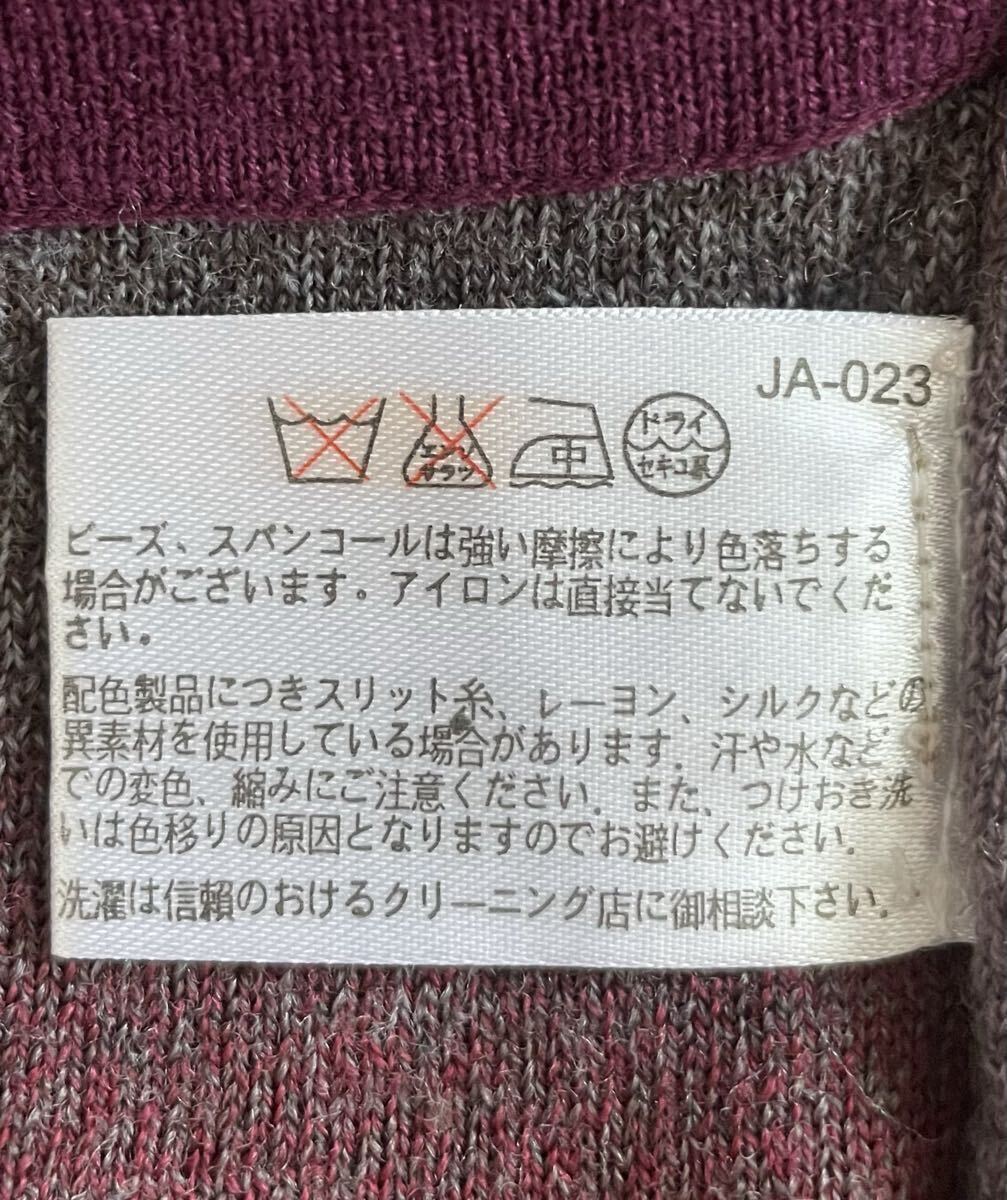 JA-023
エンソ
サラシ
中
ドライ
セキユ系
ビーズ、スパンコールは強い摩擦により色落ちする
場合がございます。アイロンは直接当てないでくだ
さい。
配色製品につきスリット糸、レーヨン、シルクなどの
異素材を使用している場合があります．汗や水など
での変色、縮みにご注意ください．また、つけおき洗
いは色移りの原因となりますのでお避けください．
洗濯は信頼のおけるクリーニング店に御相談下さい．